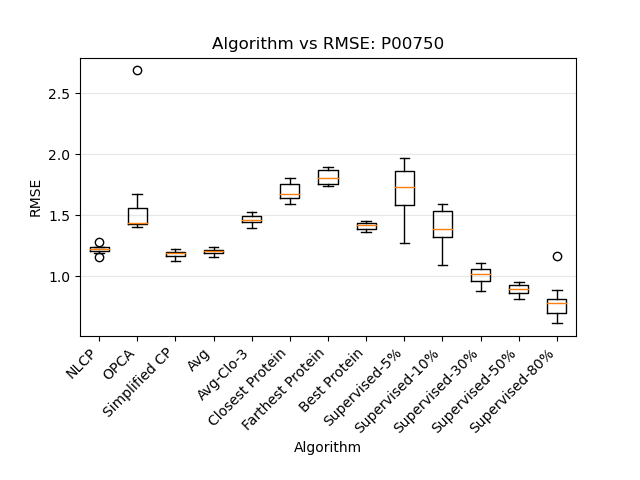 Algorithm vs RMSE: P00750
RMSE
2.5
2.0
1.5
1.0
NLCP
OPCA
Simplified CP
Avg
Avg-Clo-3
Closest Protein
Farthest Protein
Best Protein
Supervised-5%
Supervised-10%
Supervised-30%
Supervised-50%
Supervised-80%
Algorithm